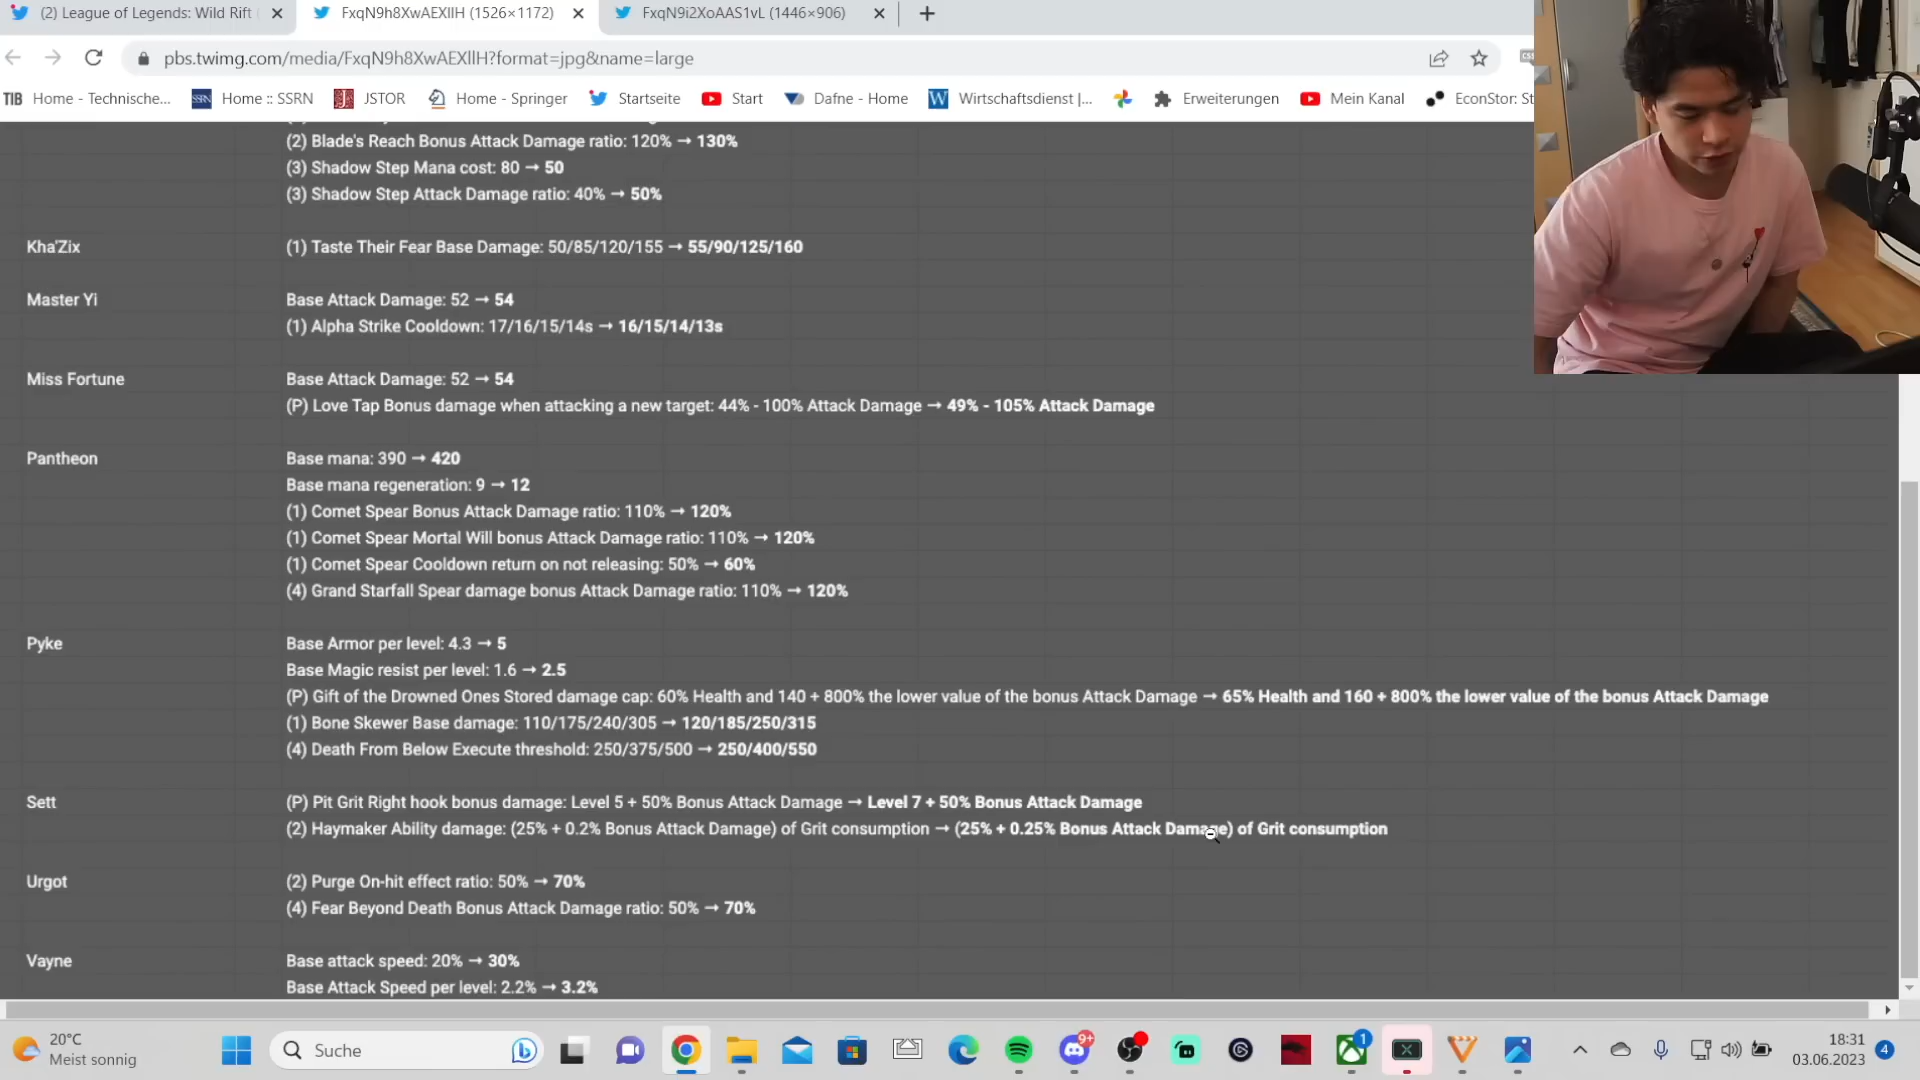 (2) League of Legends: Wild Rift
FxqN9h8XwAEXllH (1526×1172)
FxqN9i2XoAAS1vL (1446×906)
pbs.twimg.com/media/FxqN9h8XwAEXllH?format=jpg&name=large
TIB Home - Technische...
SSRN Home :: SSRN
JSTOR
Home - Springer
Startseite
Start
Dafne - Home
W Wirtschaftsdienst |...
Erweiterungen
Mein Kanal
EconStor: St
(2) Blade's Reach Bonus Attack Damage ratio: 120% → 130%
(3) Shadow Step Mana cost: 80 → 50
(3) Shadow Step Attack Damage ratio: 40% → 50%
Kha'Zix (1) Taste Their Fear Base Damage: 50/85/120/155 → 55/90/125/160
Master Yi Base Attack Damage: 52 → 54
(1) Alpha Strike Cooldown: 17/16/15/14s → 16/15/14/13s
Miss Fortune Base Attack Damage: 52 → 54
(P) Love Tap Bonus damage when attacking a new target: 44% - 100% Attack Damage → 49% - 105% Attack Damage
Pantheon Base mana: 390 → 420
Base mana regeneration: 9 → 12
(1) Comet Spear Bonus Attack Damage ratio: 110% → 120%
(1) Comet Spear Mortal Will bonus Attack Damage ratio: 110% → 120%
(1) Comet Spear Cooldown return on not releasing: 50% → 60%
(4) Grand Starfall Spear damage bonus Attack Damage ratio: 110% → 120%
Pyke Base Armor per level: 4.3 → 5
Base Magic resist per level: 1.6 → 2.5
(P) Gift of the Drowned Ones Stored damage cap: 60% Health and 140 + 800% the lower value of the bonus Attack Damage → 65% Health and 160 + 800% the lower value of the bonus Attack Damage
(1) Bone Skewer Base damage: 110/175/240/305 → 120/185/250/315
(4) Death From Below Execute threshold: 250/375/500 → 250/400/550
Sett (P) Pit Grit Right hook bonus damage: Level 5 + 50% Bonus Attack Damage → Level 7 + 50% Bonus Attack Damage
(2) Haymaker Ability damage: (25% + 0.2% Bonus Attack Damage) of Grit consumption → (25% + 0.25% Bonus Attack Damage) of Grit consumption
Urgot (2) Purge On-hit effect ratio: 50% → 70%
(4) Fear Beyond Death Bonus Attack Damage ratio: 50% → 70%
Vayne Base attack speed: 20% → 30%
Base Attack Speed per level: 2.2% → 3.2%
20°C
Meist sonnig
Suche
9+
1
18:31
03.06.2023
4